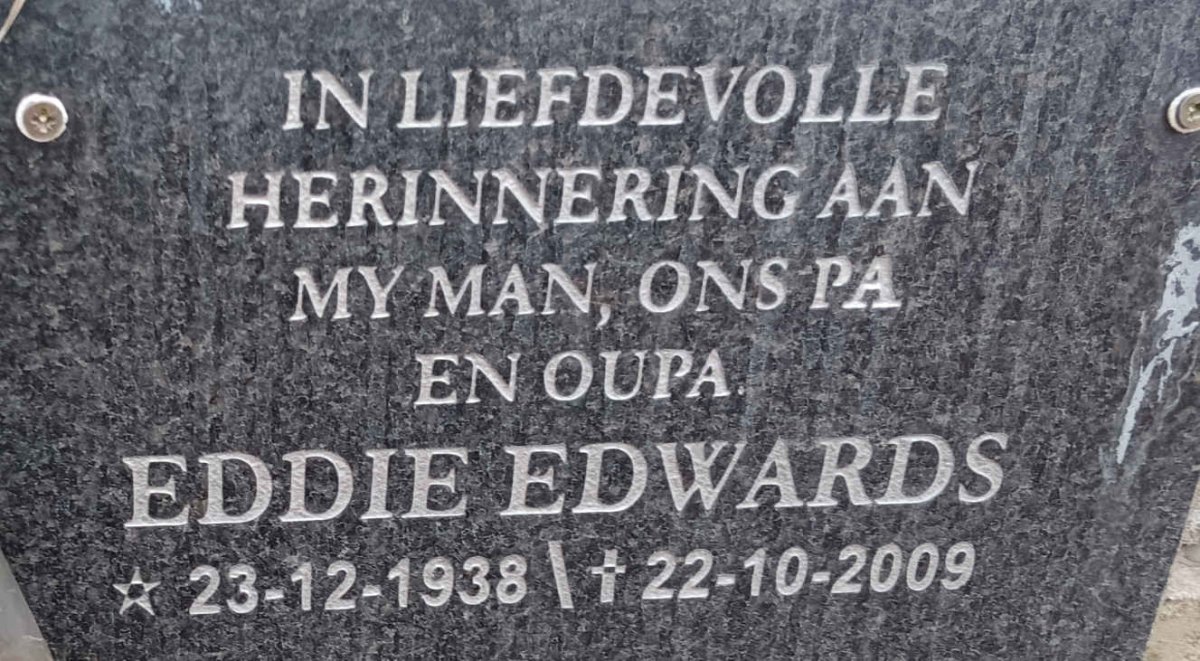 IN LIEFDEVOLLE
HERINNERING AAN
MY MAN, ONS PA
EN OUPA.
EDDIE EDWARDS
☆ 23-12-1938 \ ✝ 22-10-2009